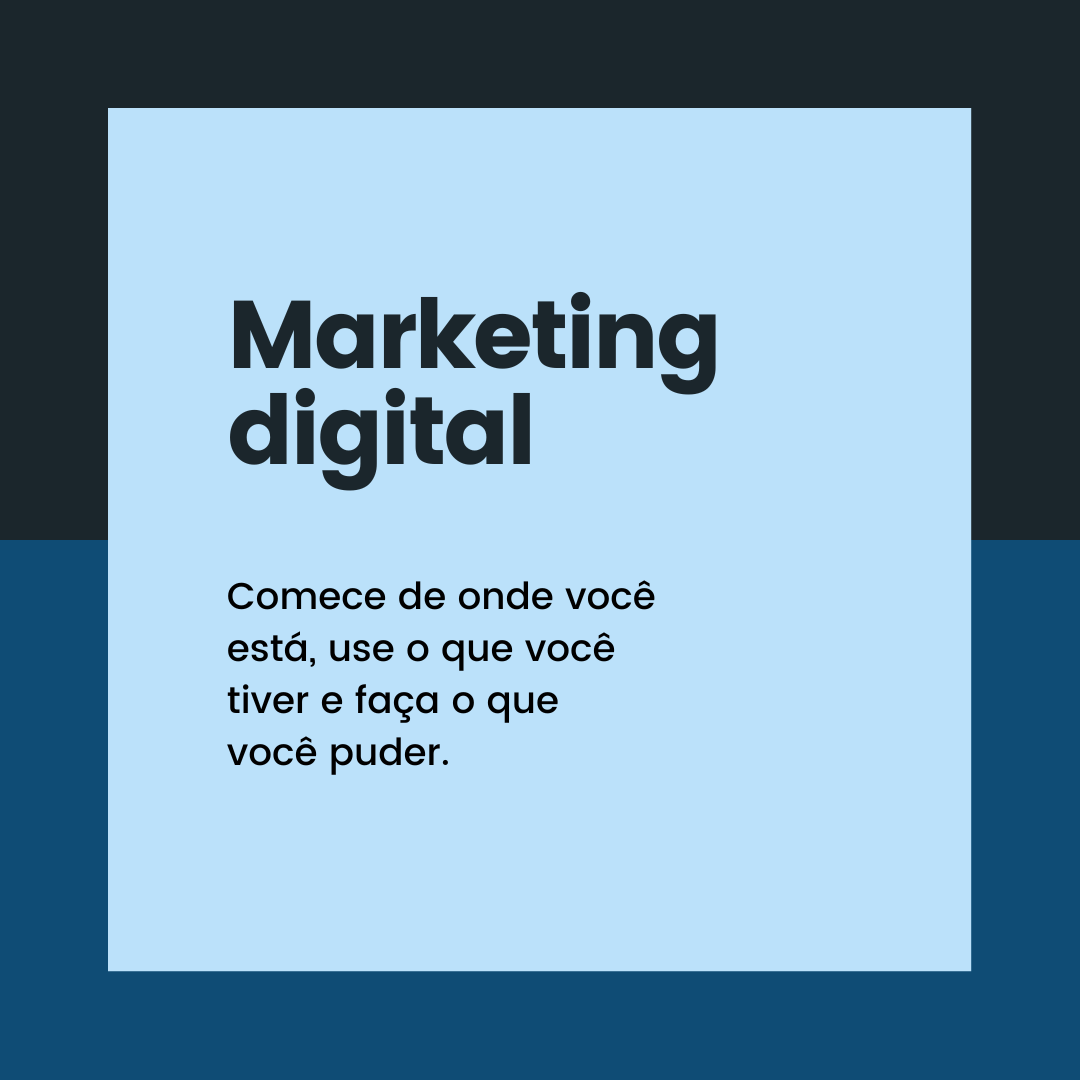 Marketing
digital
Comece de onde você
está, use o que você
tiver e faça o que
você puder.